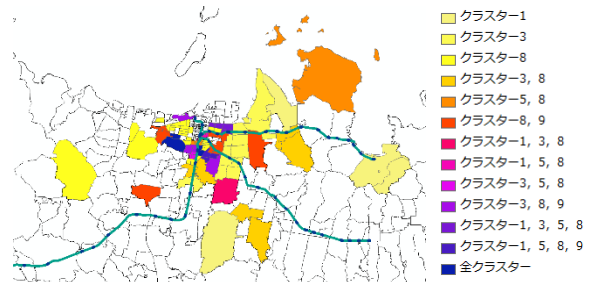 クラスター1
クラスター3
クラスター8
クラスター3, 8
クラスター5, 8
クラスター8, 9
クラスター1, 3, 8
クラスター1, 5, 8
クラスター3, 5, 8
クラスター3, 8, 9
クラスター1, 3, 5, 8
クラスター1, 5, 8, 9
全クラスター